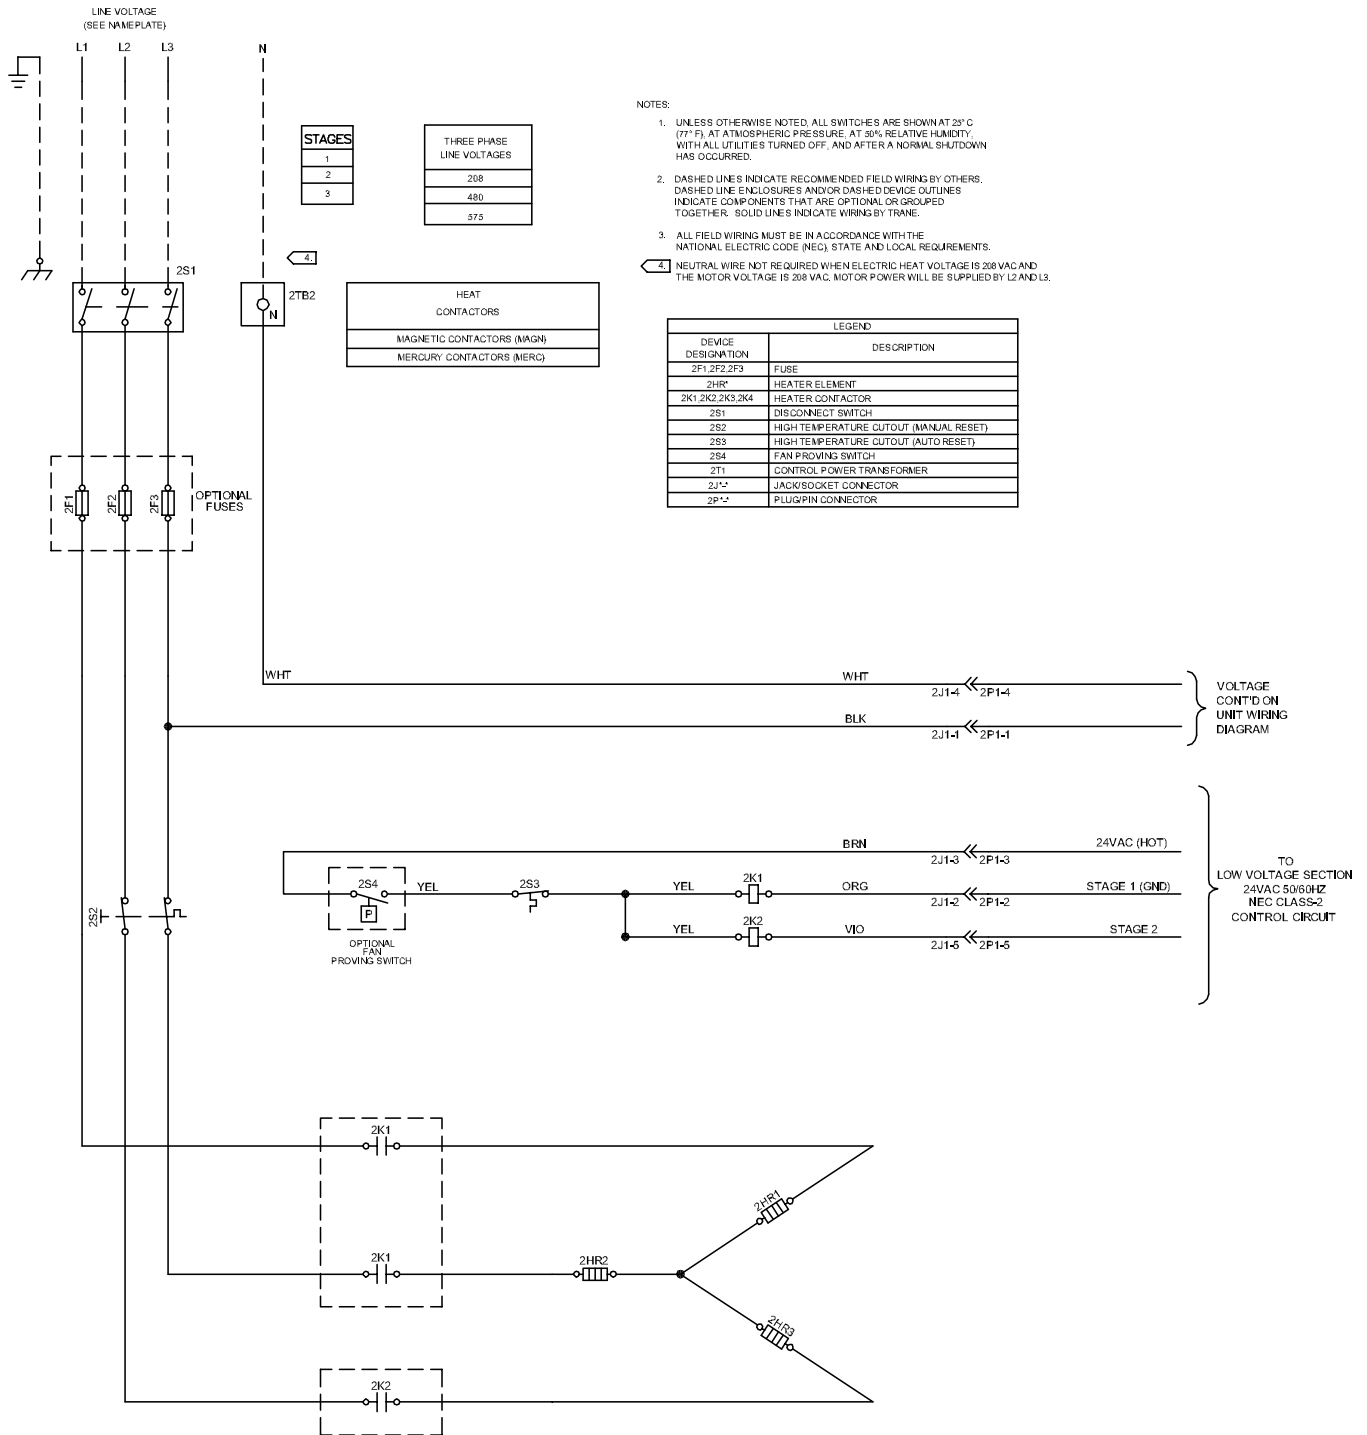 LINE VOLTAGE
(SEE NAMEPLATE)
L1 L2 L3 N
STAGES
1
2
3
THREE PHASE
LINE VOLTAGES
208
480
575
NOTES:
1. UNLESS OTHERWISE NOTED, ALL SWITCHES ARE SHOWN AT 25° C
(77° F), AT ATMOSPHERIC PRESSURE, AT 50% RELATIVE HUMIDITY,
WITH ALL UTILITIES TURNED OFF, AND AFTER A NORMAL SHUTDOWN
HAS OCCURRED.
2. DASHED LINES INDICATE RECOMMENDED FIELD WIRING BY OTHERS.
DASHED LINE ENCLOSURES AND/OR DASHED DEVICE OUTLINES
INDICATE COMPONENTS THAT ARE OPTIONAL OR GROUPED
TOGETHER. SOLID LINES INDICATE WIRING BY TRANE.
3. ALL FIELD WIRING MUST BE IN ACCORDANCE WITH THE
NATIONAL ELECTRIC CODE (NEC), STATE AND LOCAL REQUIREMENTS.
4. NEUTRAL WIRE NOT REQUIRED WHEN ELECTRIC HEAT VOLTAGE IS 208 VAC AND
THE MOTOR VOLTAGE IS 208 VAC. MOTOR POWER WILL BE SUPPLIED BY L2 AND L3.
4.
2S1
2TB2
N
HEAT
CONTACTORS
MAGNETIC CONTACTORS (MAGN)
MERCURY CONTACTORS (MERC)
LEGEND
DEVICE
DESIGNATION
DESCRIPTION
2F1,2F2,2F3 FUSE
2HR* HEATER ELEMENT
2K1,2K2,2K3,2K4 HEATER CONTACTOR
2S1 DISCONNECT SWITCH
2S2 HIGH TEMPERATURE CUTOUT (MANUAL RESET)
2S3 HIGH TEMPERATURE CUTOUT (AUTO RESET)
2S4 FAN PROVING SWITCH
2T1 CONTROL POWER TRANSFORMER
2J*-* JACK/SOCKET CONNECTOR
2P*-* PLUG/PIN CONNECTOR
2F1 2F2 2F3
OPTIONAL
FUSES
WHT WHT
2J1-4 2P1-4
BLK
2J1-1 2P1-1
VOLTAGE
CONT'D ON
UNIT WIRING
DIAGRAM
BRN 24VAC (HOT)
2J1-3 2P1-3
2S4 YEL 2S3 YEL 2K1 ORG STAGE 1 (GND)
P
2J1-2 2P1-2
2S2
YEL 2K2 VIO STAGE 2
2J1-5 2P1-5
OPTIONAL
FAN
PROVING SWITCH
TO
LOW VOLTAGE SECTION
24VAC 50/60HZ
NEC CLASS-2
CONTROL CIRCUIT
2K1
2HR1
2K1
2HR2
2HR3
2K2